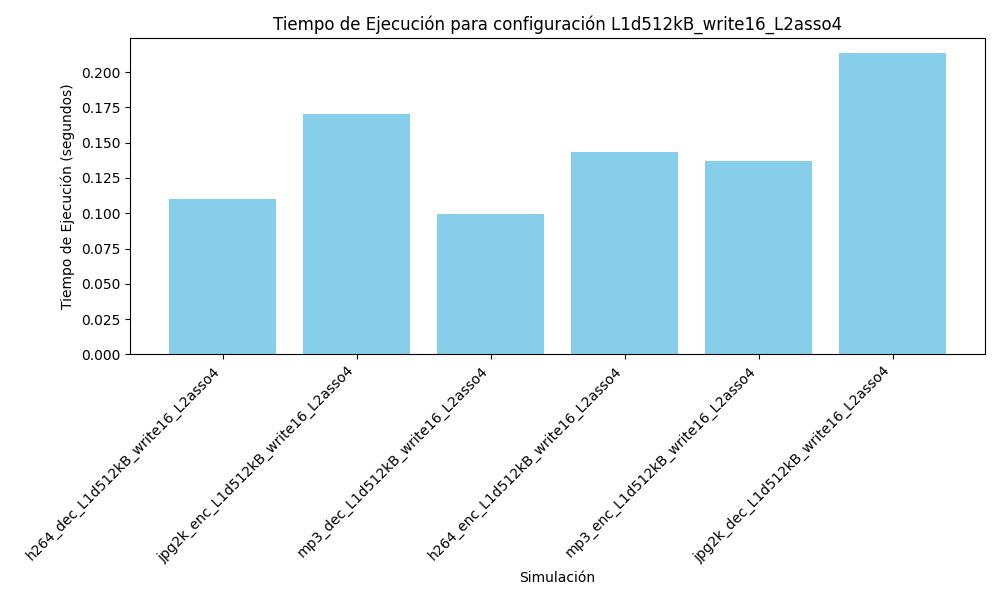 Tiempo de Ejecución para configuración L1d512kB_write16_L2asso4
Tiempo de Ejecución (segundos)
0.200
0.175
0.150
0.125
0.100
0.075
0.050
0.025
0.000
h264_dec_L1d512kB_write16_L2asso4
jpg2k_enc_L1d512kB_write16_L2asso4
mp3_dec_L1d512kB_write16_L2asso4
h264_enc_L1d512kB_write16_L2asso4
mp3_enc_L1d512kB_write16_L2asso4
jpg2k_dec_L1d512kB_write16_L2asso4
Simulación